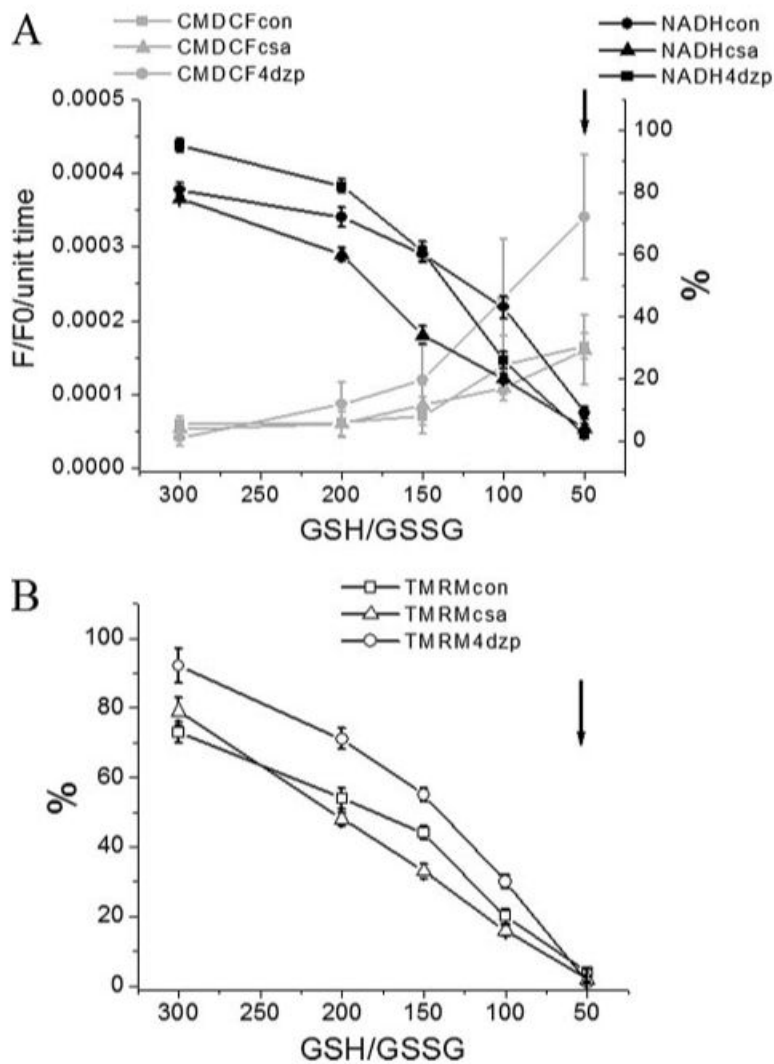 A
CMDCFcon
CMDCFcsa
CMDCF4dzp
NADHcon
NADHcsa
NADH4dzp
0.0005
0.0004
0.0003
0.0002
0.0001
0.0000
F/F0/unit time
100
80
60
40
20
0
%
300 250 200 150 100 50
GSH/GSSG
B
TMRMcon
TMRMcsa
TMRM4dzp
100
80
60
40
20
0
%
300 250 200 150 100 50
GSH/GSSG